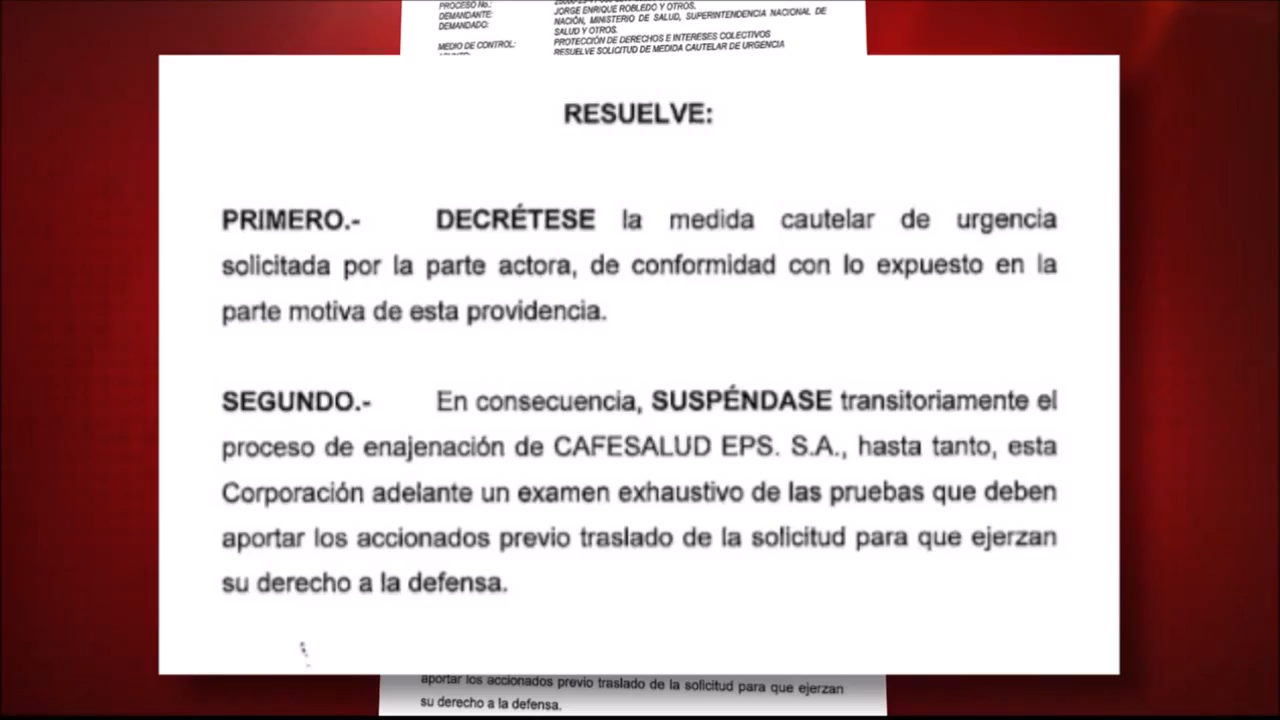 PROCESO No.:
DEMANDANTE: JORGE ENRIQUE ROBLEDO Y OTROS.
DEMANDADO: NACIÓN, MINISTERIO DE SALUD, SUPERINTENDENCIA NACIONAL DE
SALUD Y OTROS.
MEDIO DE CONTROL: PROTECCIÓN DE DERECHOS E INTERESES COLECTIVOS
RESUELVE SOLICITUD DE MEDIDA CAUTELAR DE URGENCIA
RESUELVE:
PRIMERO.- DECRÉTESE la medida cautelar de urgencia
solicitada por la parte actora, de conformidad con lo expuesto en la
parte motiva de esta providencia.
SEGUNDO.- En consecuencia, SUSPÉNDASE transitoriamente el
proceso de enajenación de CAFESALUD EPS. S.A., hasta tanto, esta
Corporación adelante un examen exhaustivo de las pruebas que deben
aportar los accionados previo traslado de la solicitud para que ejerzan
su derecho a la defensa.
aportar los accionados previo traslado de la solicitud para que ejerzan
su derecho a la defensa.